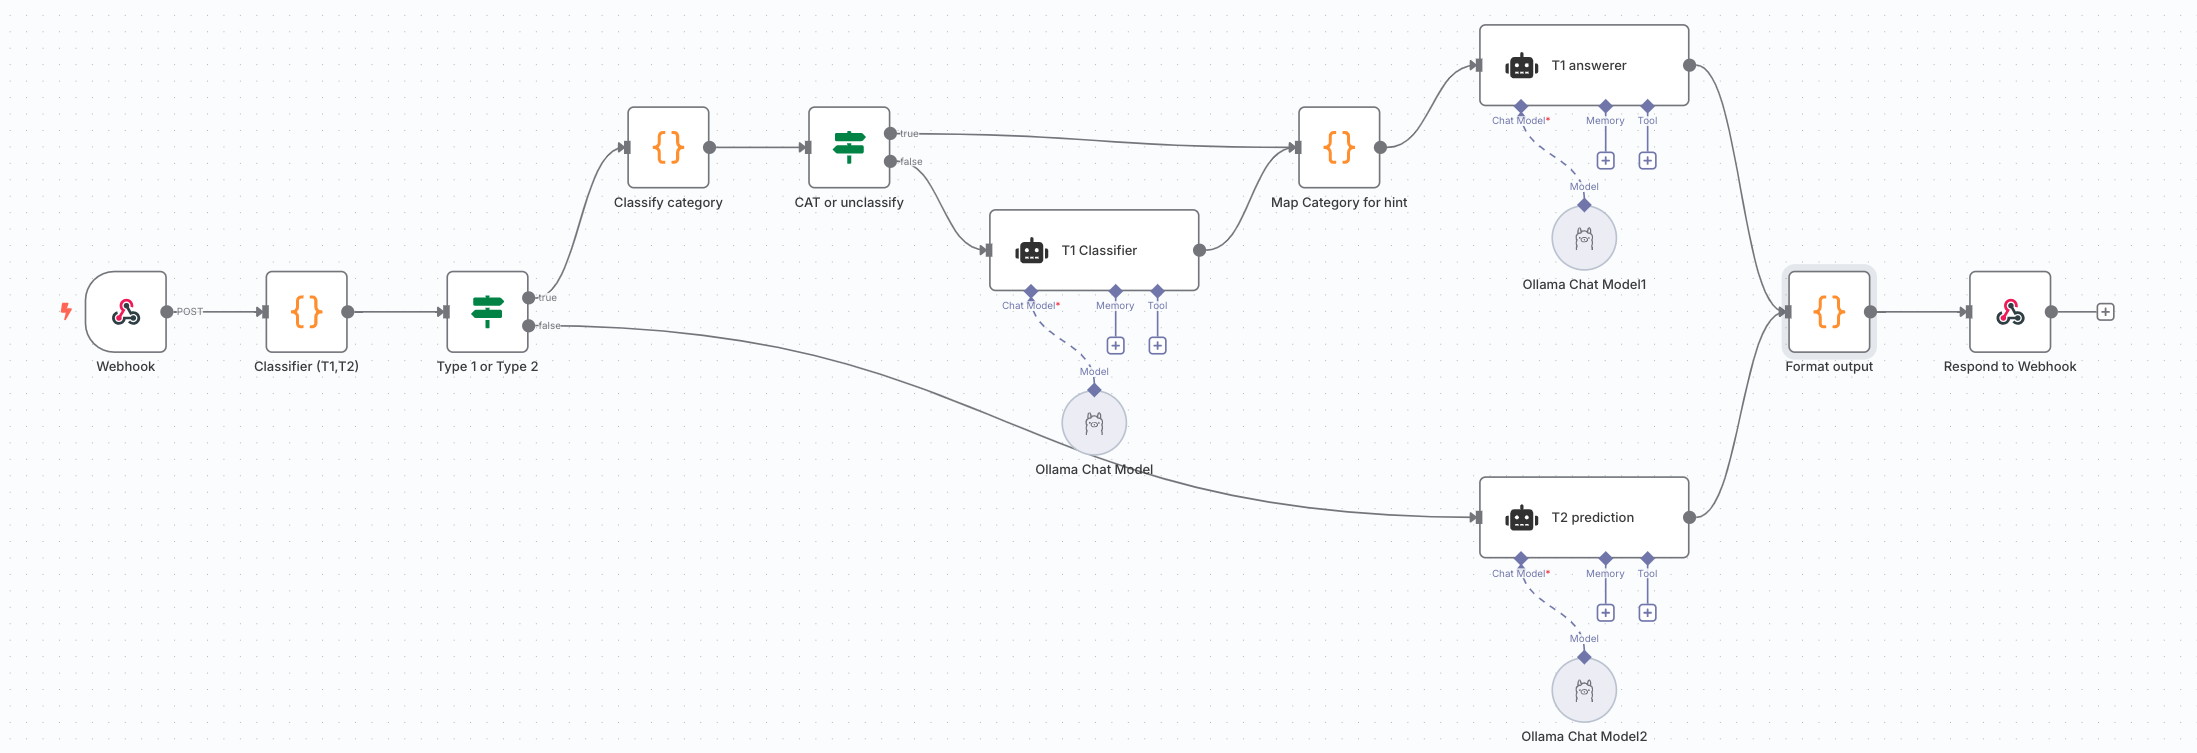 T1 answerer
Chat Model*
Memory
Tool
Model
Ollama Chat Model1
{}
Classify category
CAT or unclassify
true
false
{}
Map Category for hint
T1 Classifier
Chat Model*
Memory
Tool
Model
Ollama Chat Model
Webhook
POST
{}
Classifier (T1,T2)
Type 1 or Type 2
true
false
{}
Format output
Respond to Webhook
T2 prediction
Chat Model*
Memory
Tool
Model
Ollama Chat Model2